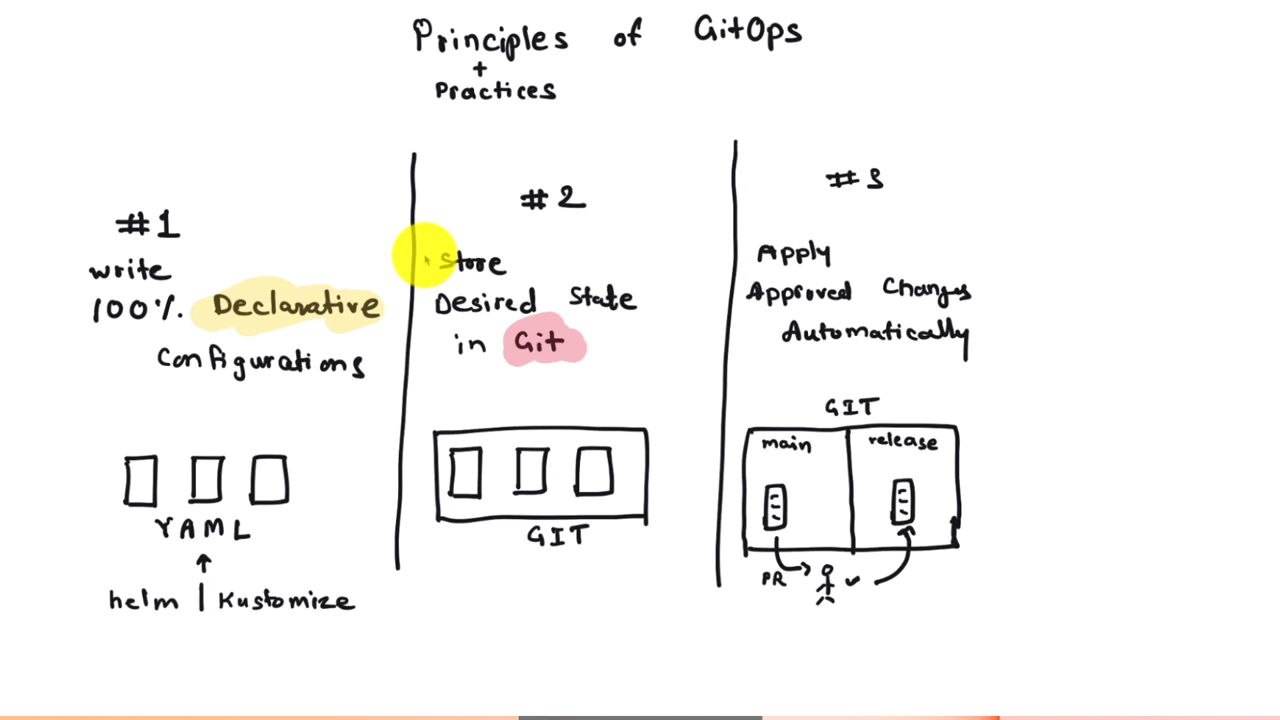 Principles of GitOps
+
Practices
#1
write
100% Declarative
Configurations
YAML
helm | Kustomize
#2
Store
Desired State
in Git
GIT
#3
Apply
Approved Changes
Automatically
GIT
main release
PR